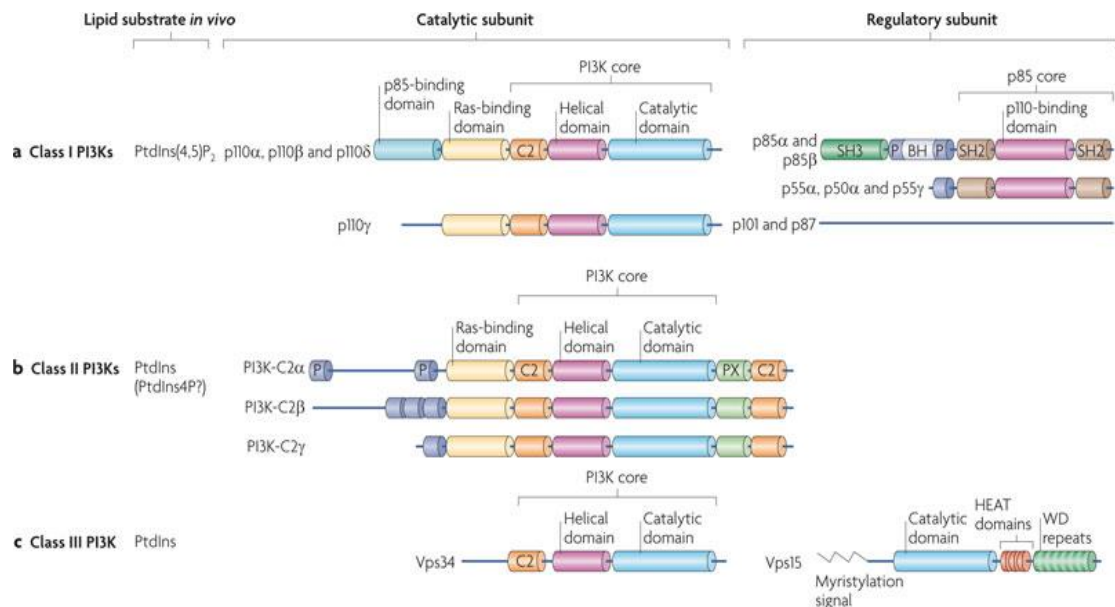 Lipid substrate in vivo
Catalytic subunit
Regulatory subunit
PI3K core
p85-binding domain
Ras-binding domain
Helical domain
Catalytic domain
p85 core
p110-binding domain
a Class I PI3Ks
PtdIns(4,5)P₂
p110α, p110β and p110δ
C2
p85α and p85β
SH3
P
BH
P
SH2
SH2
p55α, p50α and p55γ
p110γ
p101 and p87
PI3K core
Ras-binding domain
Helical domain
Catalytic domain
b Class II PI3Ks
PtdIns
(PtdIns4P?)
PI3K-C2α
P
P
C2
PX
C2
PI3K-C2β
PI3K-C2γ
PI3K core
Helical domain
Catalytic domain
c Class III PI3K
PtdIns
Vps34
C2
Catalytic domain
HEAT domains
WD repeats
Vps15
Myristylation signal